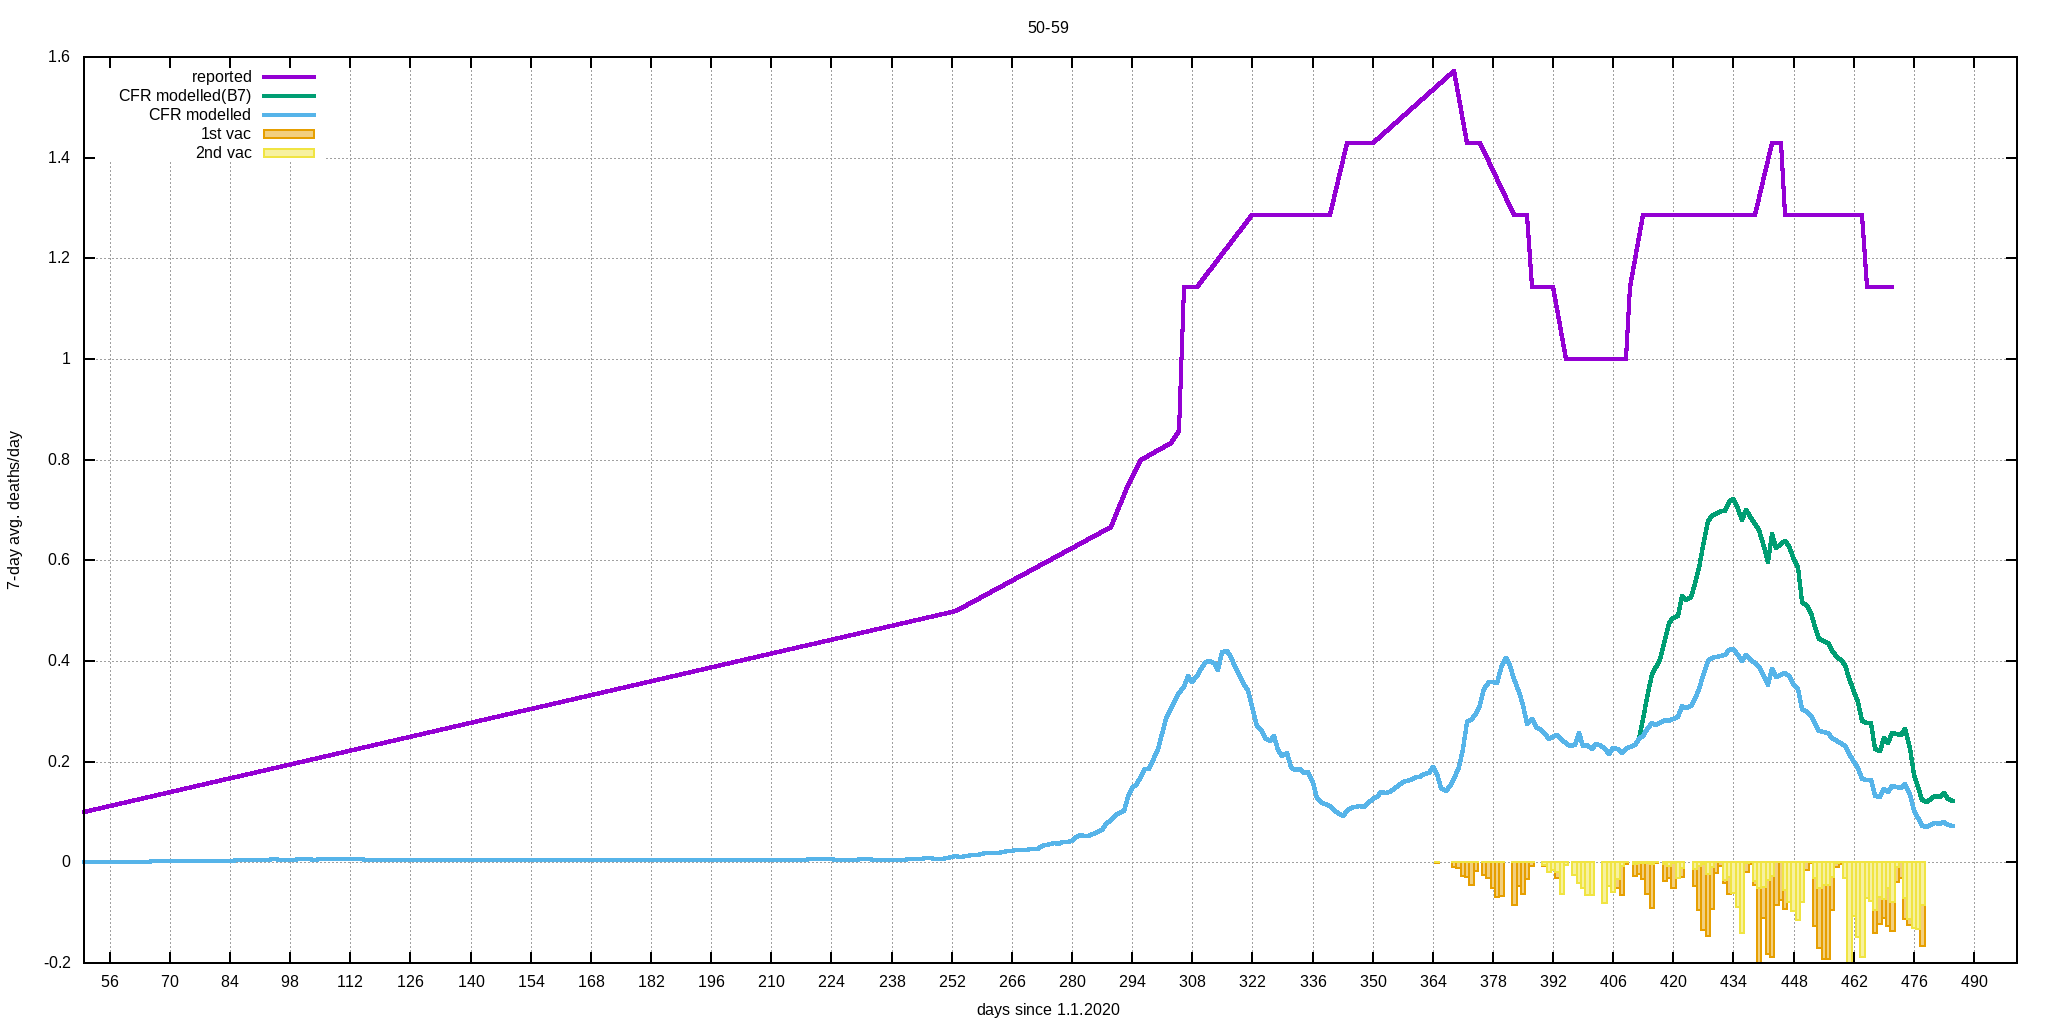 50-59
reported
CFR modelled(B7)
CFR modelled
1st vac
2nd vac
1.6
1.4
1.2
1
0.8
0.6
0.4
0.2
0
-0.2
7-day avg. deaths/day
56 70 84 98 112 126 140 154 168 182 196 210 224 238 252 266 280 294 308 322 336 350 364 378 392 406 420 434 448 462 476 490
days since 1.1.2020